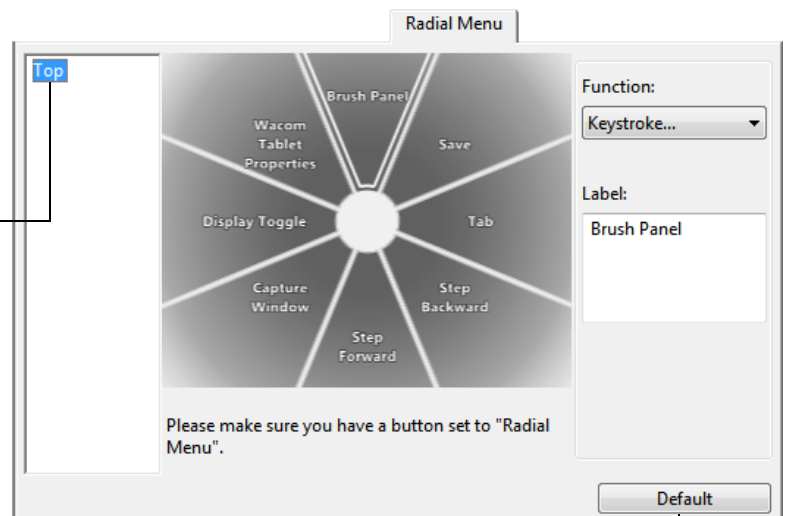 Radial Menu
Top
Brush Panel
Wacom
Tablet
Properties
Save
Display Toggle
Tab
Capture
Window
Step
Backward
Step
Forward
Please make sure you have a button set to "Radial
Menu".
Function:
Keystroke...
Label:
Brush Panel
Default